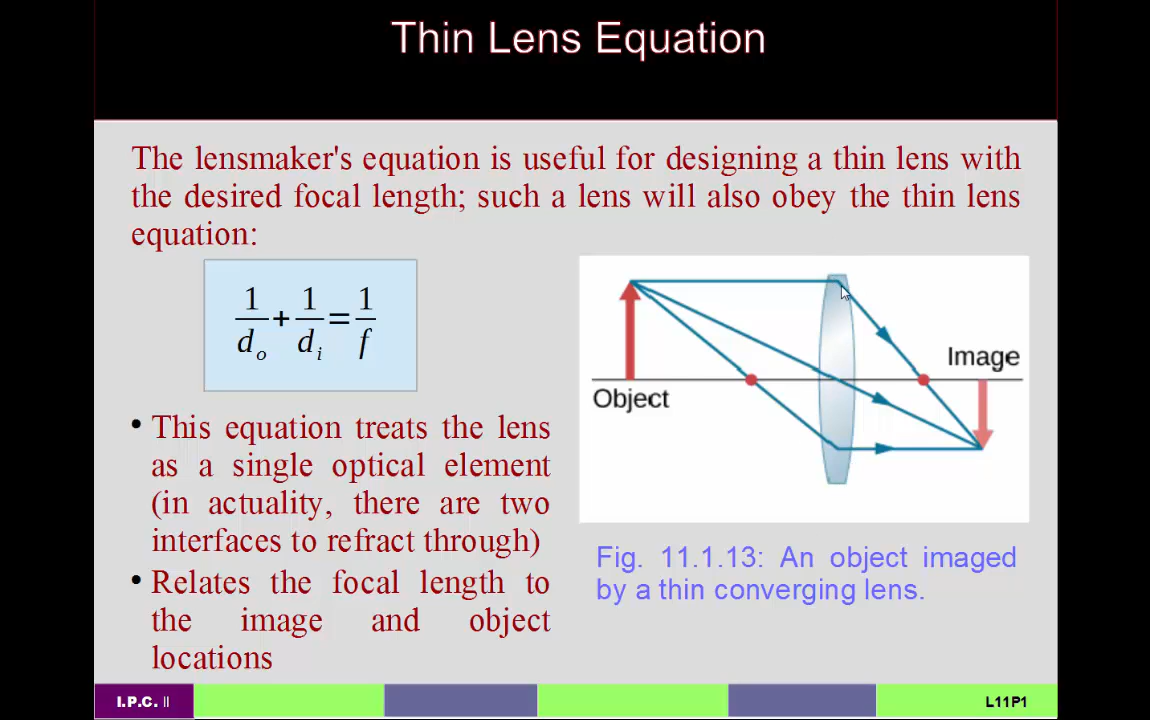 Thin Lens Equation
The lensmaker's equation is useful for designing a thin lens with
the desired focal length; such a lens will also obey the thin lens
equation:
1/dₒ + 1/dᵢ = 1/f
Image
Object
• This equation treats the lens
as a single optical element
(in actuality, there are two
interfaces to refract through)
• Relates the focal length to
the image and object
locations
Fig. 11.1.13: An object imaged
by a thin converging lens.
I.P.C. II
L11P1